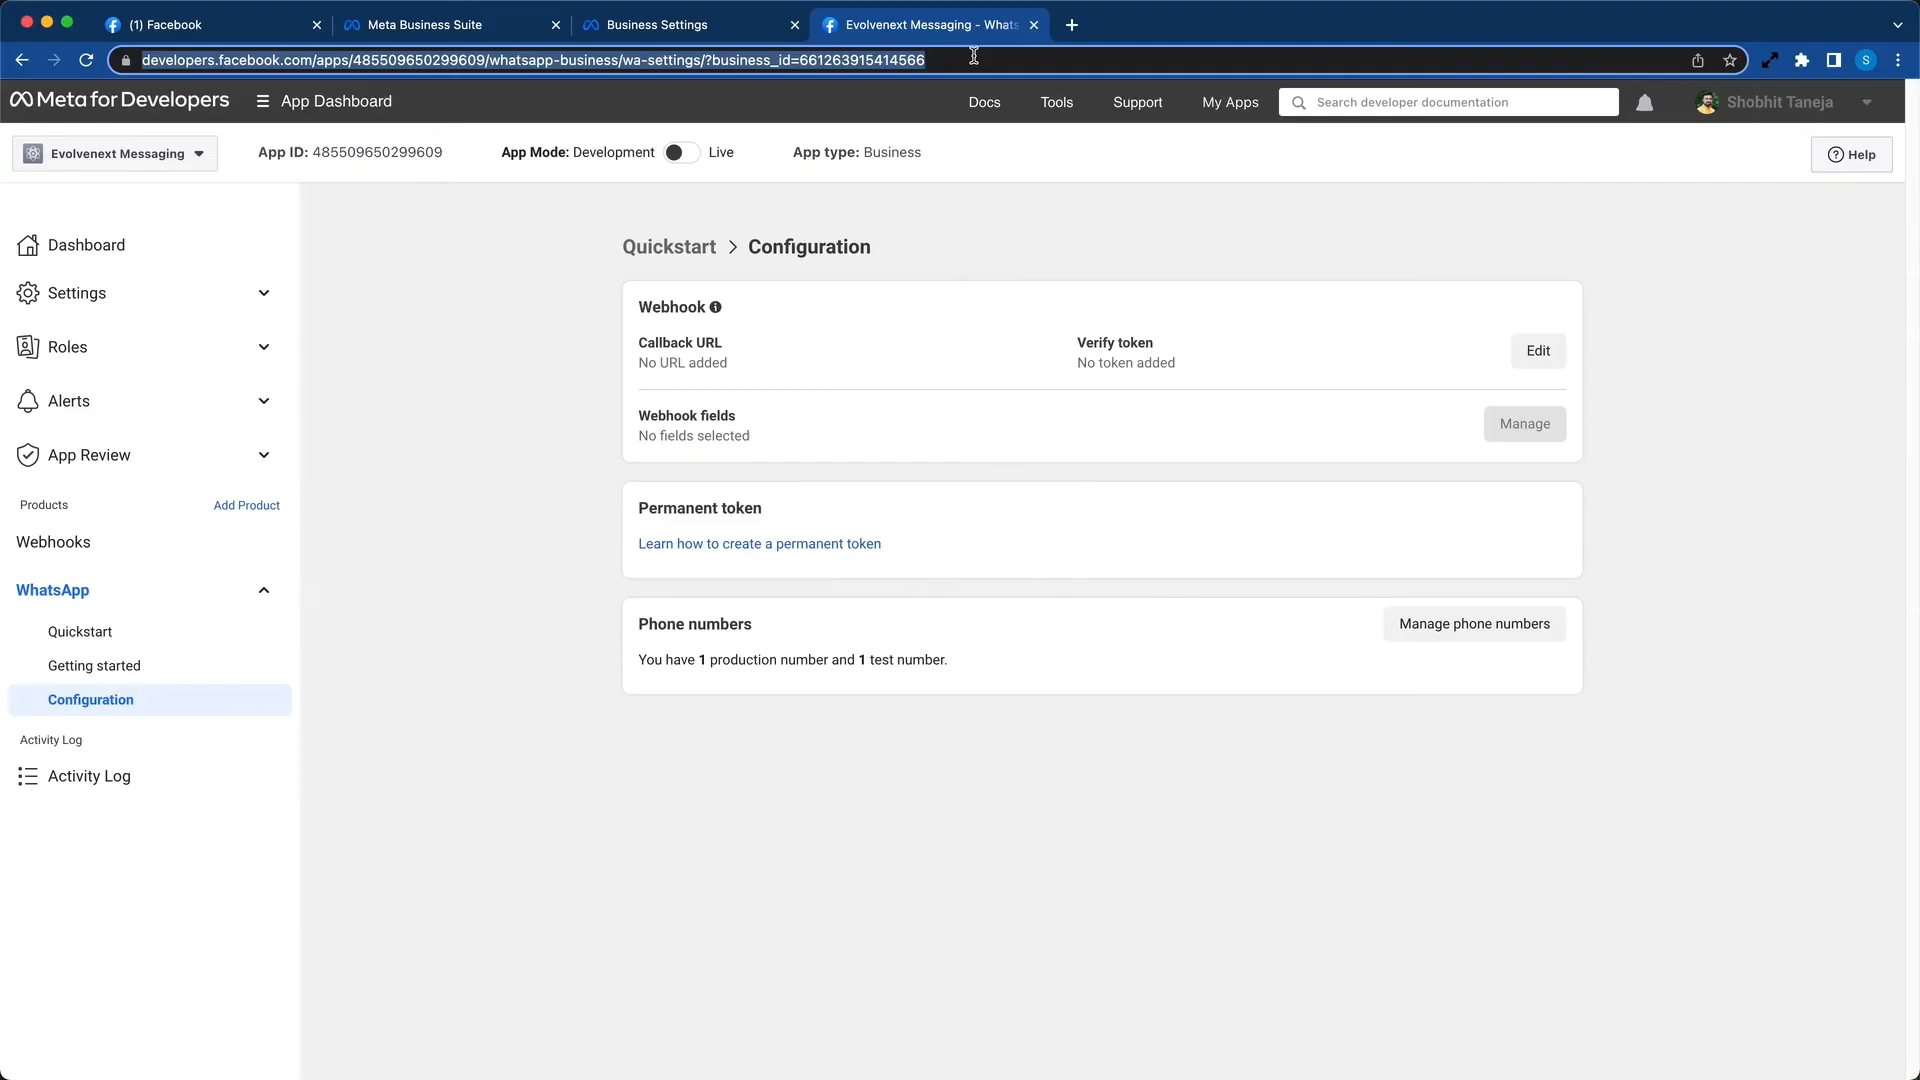 (1) Facebook
Meta Business Suite
Business Settings
Evolvenext Messaging - Whats
developers.facebook.com/apps/485509650299609/whatsapp-business/wa-settings/?business_id=661263915414566
S
Meta for Developers
App Dashboard
Docs
Tools
Support
My Apps
Search developer documentation
Shobhit Taneja
Evolvenext Messaging
App ID: 485509650299609
App Mode: Development
Live
App type: Business
Help
Dashboard
Settings
Roles
Alerts
App Review
Products
Add Product
Webhooks
WhatsApp
Quickstart
Getting started
Configuration
Activity Log
Activity Log
Quickstart > Configuration
Webhook
Callback URL
No URL added
Verify token
No token added
Edit
Webhook fields
No fields selected
Manage
Permanent token
Learn how to create a permanent token
Phone numbers
Manage phone numbers
You have 1 production number and 1 test number.